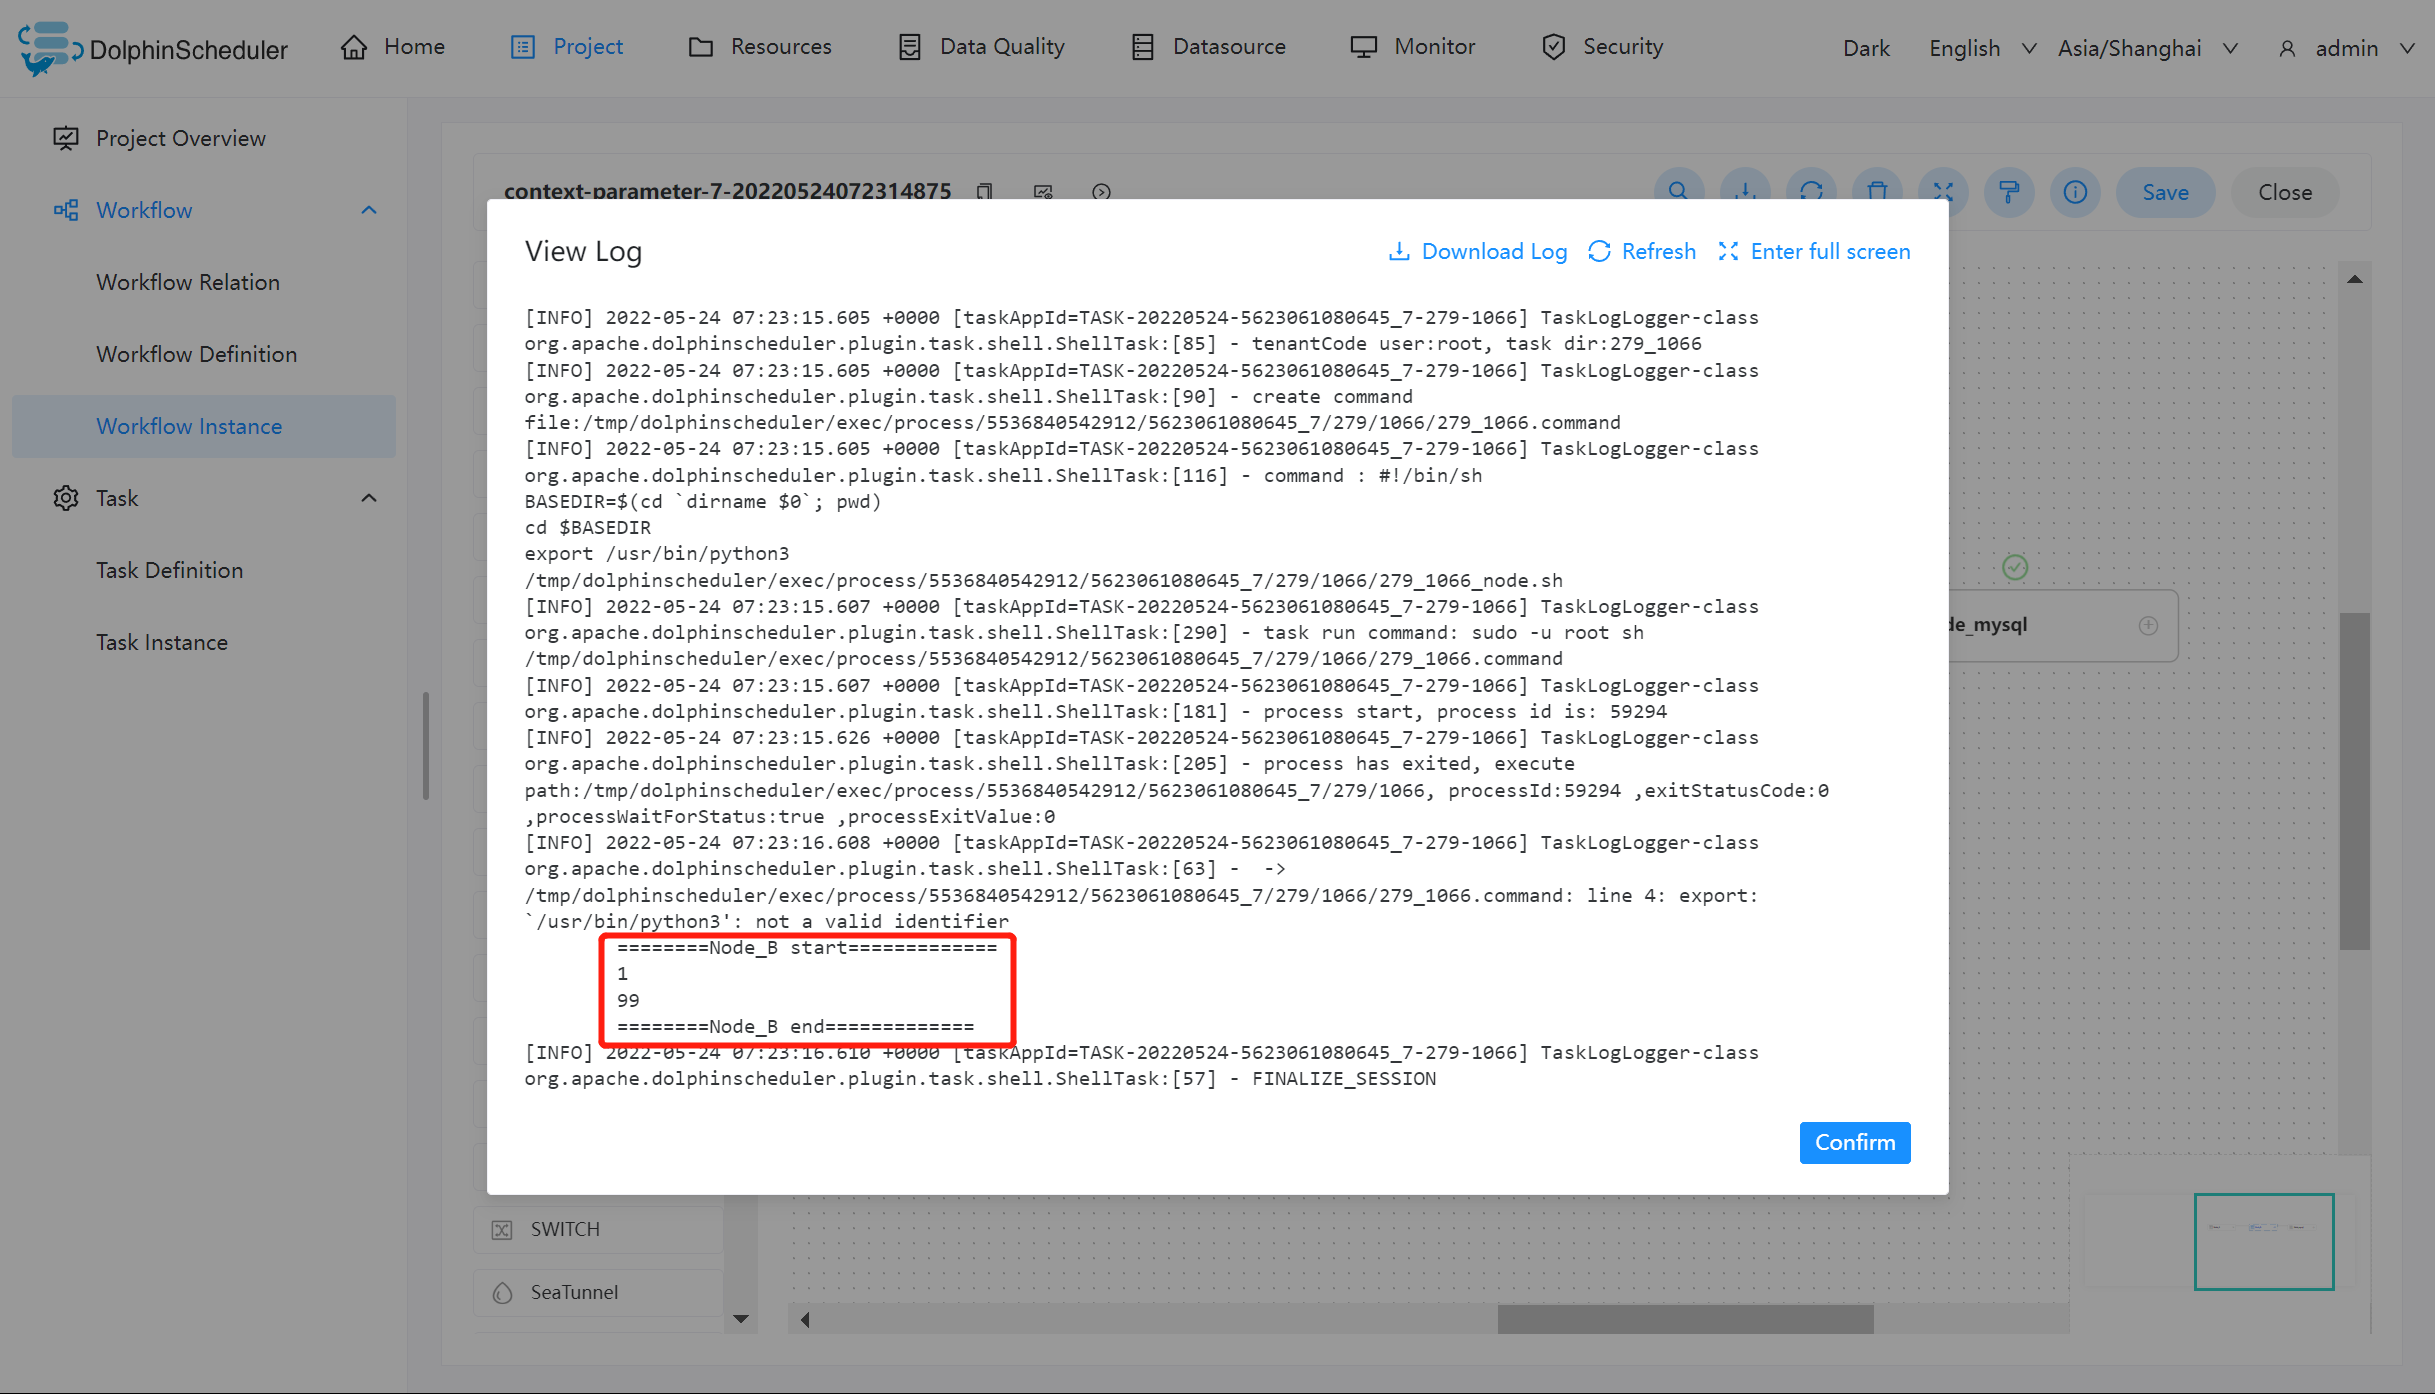 DolphinScheduler
Home
Project
Resources
Data Quality
Datasource
Monitor
Security
Dark
English
Asia/Shanghai
admin
Project Overview
Workflow
Workflow Relation
Workflow Definition
Workflow Instance
Task
Task Definition
Task Instance
context-parameter-7-20220524072314875
Save
Close
View Log
Download Log
Refresh
Enter full screen
[INFO] 2022-05-24 07:23:15.605 +0000 [taskAppId=TASK-20220524-5623061080645_7-279-1066] TaskLogLogger-class
org.apache.dolphinscheduler.plugin.task.shell.ShellTask:[85] - tenantCode user:root, task dir:279_1066
[INFO] 2022-05-24 07:23:15.605 +0000 [taskAppId=TASK-20220524-5623061080645_7-279-1066] TaskLogLogger-class
org.apache.dolphinscheduler.plugin.task.shell.ShellTask:[90] - create command
file:/tmp/dolphinscheduler/exec/process/5536840542912/5623061080645_7/279/1066/279_1066.command
[INFO] 2022-05-24 07:23:15.605 +0000 [taskAppId=TASK-20220524-5623061080645_7-279-1066] TaskLogLogger-class
org.apache.dolphinscheduler.plugin.task.shell.ShellTask:[116] - command : #!/bin/sh
BASEDIR=$(cd `dirname $0`; pwd)
cd $BASEDIR
export /usr/bin/python3
/tmp/dolphinscheduler/exec/process/5536840542912/5623061080645_7/279/1066/279_1066_node.sh
[INFO] 2022-05-24 07:23:15.607 +0000 [taskAppId=TASK-20220524-5623061080645_7-279-1066] TaskLogLogger-class
org.apache.dolphinscheduler.plugin.task.shell.ShellTask:[290] - task run command: sudo -u root sh
/tmp/dolphinscheduler/exec/process/5536840542912/5623061080645_7/279/1066/279_1066.command
[INFO] 2022-05-24 07:23:15.607 +0000 [taskAppId=TASK-20220524-5623061080645_7-279-1066] TaskLogLogger-class
org.apache.dolphinscheduler.plugin.task.shell.ShellTask:[181] - process start, process id is: 59294
[INFO] 2022-05-24 07:23:15.626 +0000 [taskAppId=TASK-20220524-5623061080645_7-279-1066] TaskLogLogger-class
org.apache.dolphinscheduler.plugin.task.shell.ShellTask:[205] - process has exited, execute
path:/tmp/dolphinscheduler/exec/process/5536840542912/5623061080645_7/279/1066, processId:59294 ,exitStatusCode:0
,processWaitForStatus:true ,processExitValue:0
[INFO] 2022-05-24 07:23:16.608 +0000 [taskAppId=TASK-20220524-5623061080645_7-279-1066] TaskLogLogger-class
org.apache.dolphinscheduler.plugin.task.shell.ShellTask:[63] -  ->
/tmp/dolphinscheduler/exec/process/5536840542912/5623061080645_7/279/1066/279_1066.command: line 4: export:
`/usr/bin/python3': not a valid identifier
========Node_B start=============
1
99
========Node_B end=============
[INFO] 2022-05-24 07:23:16.610 +0000 [taskAppId=TASK-20220524-5623061080645_7-279-1066] TaskLogLogger-class
org.apache.dolphinscheduler.plugin.task.shell.ShellTask:[57] - FINALIZE_SESSION
Confirm
de_mysql
SWITCH
SeaTunnel